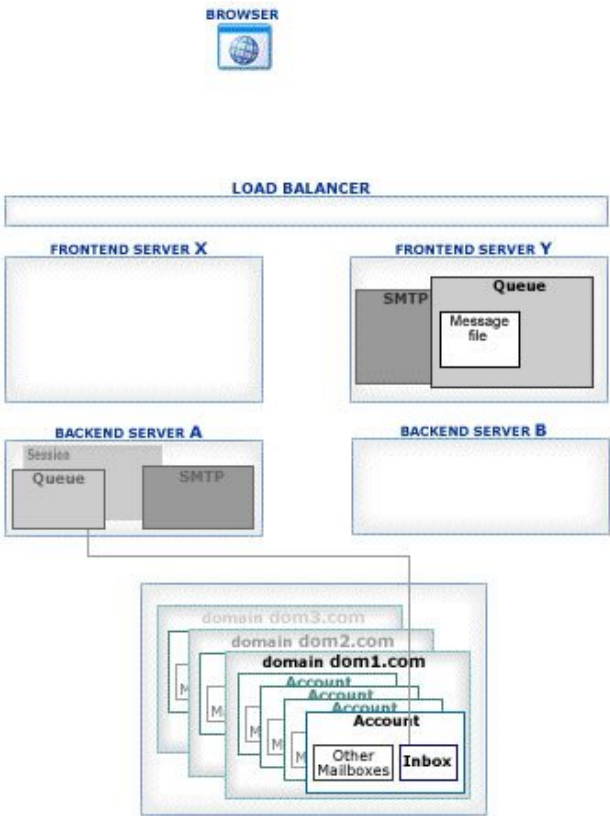 BROWSER
LOAD BALANCER
FRONTEND SERVER X
FRONTEND SERVER Y
SMTP
Queue
Message
file
BACKEND SERVER A
BACKEND SERVER B
Session
Queue
SMTP
domain dom3.com
domain dom2.com
domain dom1.com
Account
Account
Account
Account
M
M
M
M
M
Other
Mailboxes
Inbox